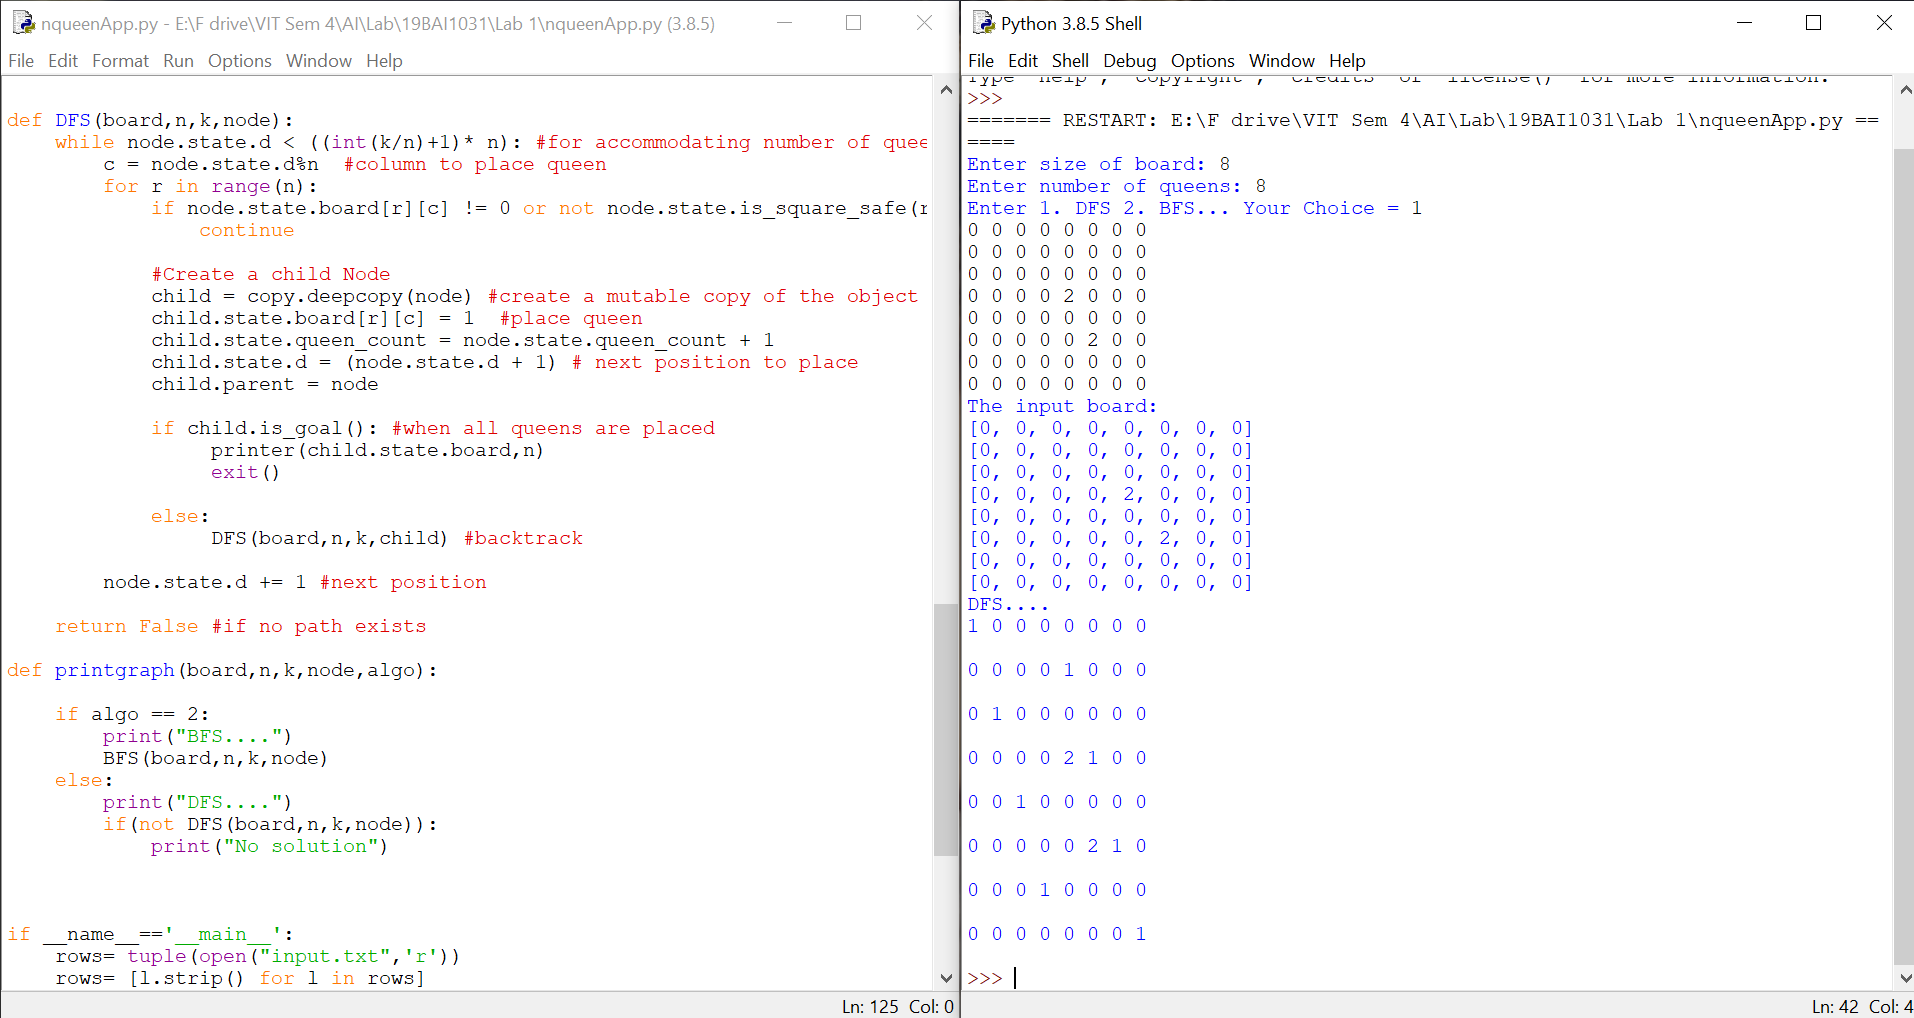 nqueenApp.py - E:\F drive\VIT Sem 4\AI\Lab\19BAI1031\Lab 1\nqueenApp.py (3.8.5)
File Edit Format Run Options Window Help
def DFS(board,n,k,node):
    while node.state.d < ((int(k/n)+1)* n): #for accommodating number of quee
        c = node.state.d%n  #column to place queen
        for r in range(n):
            if node.state.board[r][c] != 0 or not node.state.is_square_safe(r
                continue
            #Create a child Node
            child = copy.deepcopy(node) #create a mutable copy of the object
            child.state.board[r][c] = 1  #place queen
            child.state.queen_count = node.state.queen_count + 1
            child.state.d = (node.state.d + 1) # next position to place
            child.parent = node
            if child.is_goal(): #when all queens are placed
                 printer(child.state.board,n)
                 exit()
            else:
                 DFS(board,n,k,child) #backtrack
        node.state.d += 1 #next position
    return False #if no path exists
def printgraph(board,n,k,node,algo):
    if algo == 2:
        print("BFS....")
        BFS(board,n,k,node)
    else:
        print("DFS....")
        if(not DFS(board,n,k,node)):
            print("No solution")
if __name__=='__main__':
    rows= tuple(open("input.txt",'r'))
    rows= [l.strip() for l in rows]
Ln: 125 Col: 0
Python 3.8.5 Shell
File Edit Shell Debug Options Window Help
Type "help", "copyright", "credits" or "license()" for more information.
>>>
======= RESTART: E:\F drive\VIT Sem 4\AI\Lab\19BAI1031\Lab 1\nqueenApp.py ==
====
Enter size of board: 8
Enter number of queens: 8
Enter 1. DFS 2. BFS... Your Choice = 1
0 0 0 0 0 0 0 0
0 0 0 0 0 0 0 0
0 0 0 0 0 0 0 0
0 0 0 0 2 0 0 0
0 0 0 0 0 0 0 0
0 0 0 0 0 2 0 0
0 0 0 0 0 0 0 0
0 0 0 0 0 0 0 0
The input board:
[0, 0, 0, 0, 0, 0, 0, 0]
[0, 0, 0, 0, 0, 0, 0, 0]
[0, 0, 0, 0, 0, 0, 0, 0]
[0, 0, 0, 0, 2, 0, 0, 0]
[0, 0, 0, 0, 0, 0, 0, 0]
[0, 0, 0, 0, 0, 2, 0, 0]
[0, 0, 0, 0, 0, 0, 0, 0]
[0, 0, 0, 0, 0, 0, 0, 0]
DFS....
1 0 0 0 0 0 0 0
0 0 0 0 1 0 0 0
0 1 0 0 0 0 0 0
0 0 0 0 2 1 0 0
0 0 1 0 0 0 0 0
0 0 0 0 0 2 1 0
0 0 0 1 0 0 0 0
0 0 0 0 0 0 0 1
>>>
Ln: 42 Col: 4